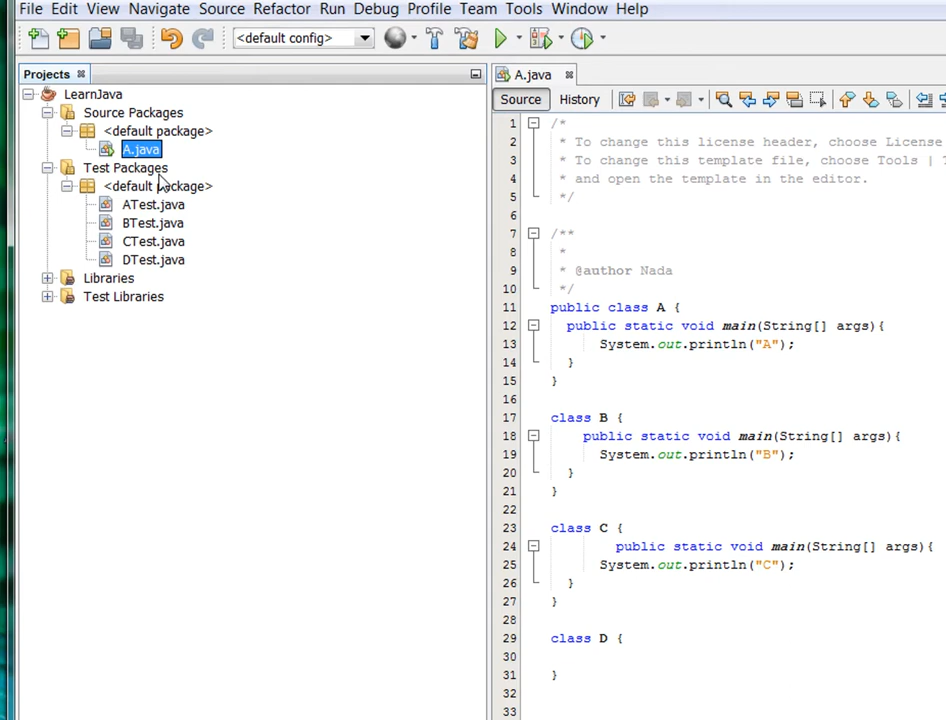 File Edit View Navigate Source Refactor Run Debug Profile Team Tools Window Help
<default config>
Projects
LearnJava
Source Packages
<default package>
A.java
Test Packages
<default package>
ATest.java
BTest.java
CTest.java
DTest.java
Libraries
Test Libraries
A.java
Source History
1 /*
2 * To change this license header, choose License
3 * To change this template file, choose Tools | T
4 * and open the template in the editor.
5 */
6
7 /**
8 *
9 * @author Nada
10 */
11 public class A {
12 public static void main(String[] args){
13 System.out.println("A");
14 }
15 }
16
17 class B {
18 public static void main(String[] args){
19 System.out.println("B");
20 }
21 }
22
23 class C {
24 public static void main(String[] args){
25 System.out.println("C");
26 }
27 }
28
29 class D {
30
31 }
32
33